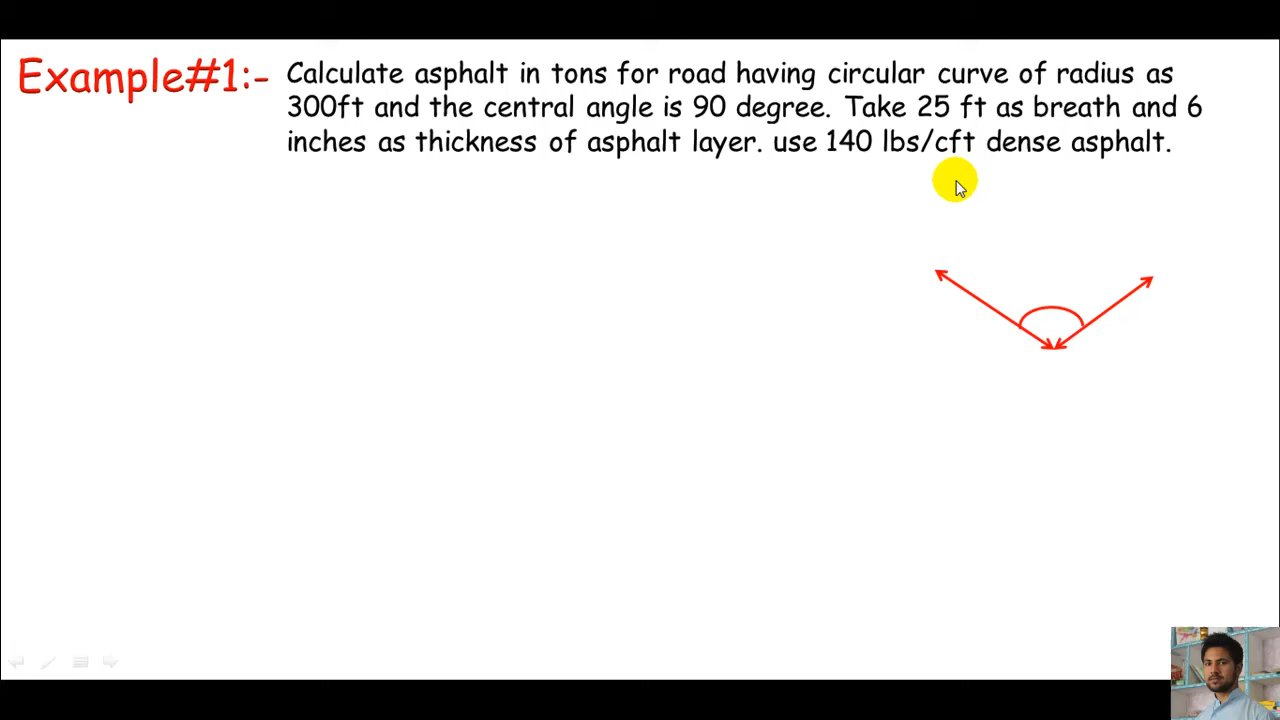 Example#1:- Calculate asphalt in tons for road having circular curve of radius as
300ft and the central angle is 90 degree. Take 25 ft as breath and 6
inches as thickness of asphalt layer. use 140 lbs/cft dense asphalt.